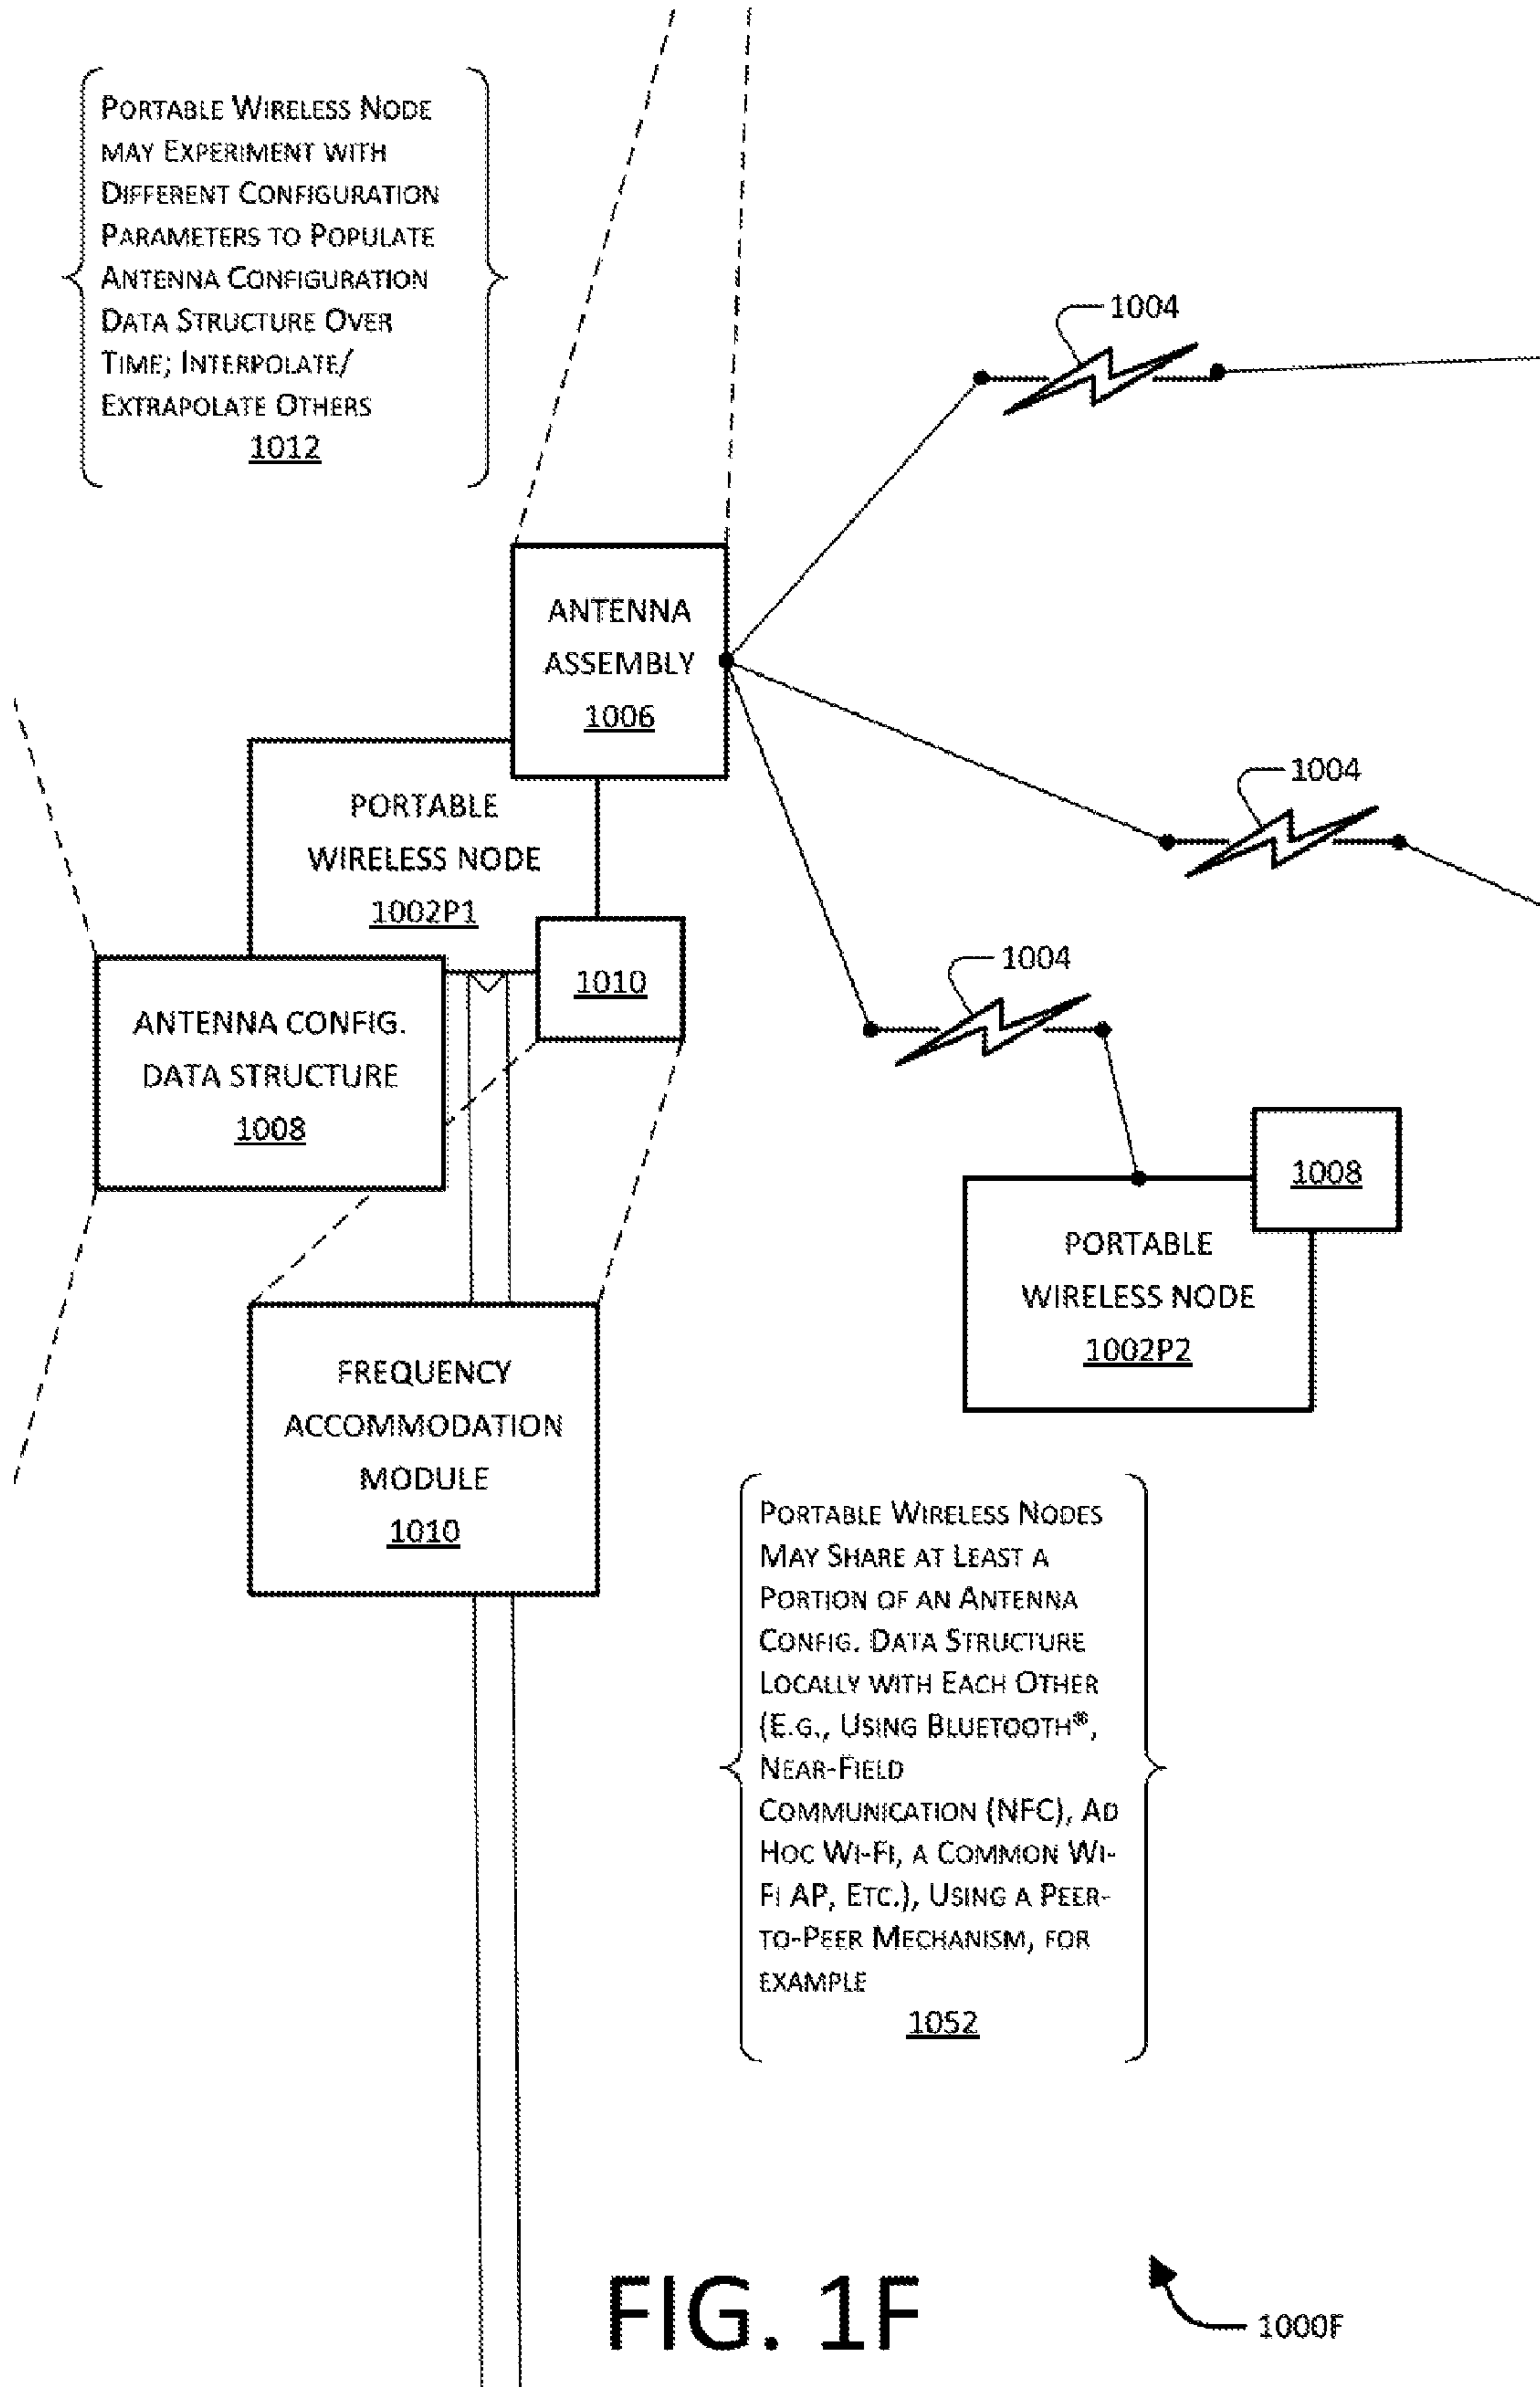 PORTABLE WIRELESS NODE
MAY EXPERIMENT WITH
DIFFERENT CONFIGURATION
PARAMETERS TO POPULATE
ANTENNA CONFIGURATION
DATA STRUCTURE OVER
TIME; INTERPOLATE/
EXTRAPOLATE OTHERS
1012
1004
ANTENNA
ASSEMBLY
1006
1004
PORTABLE
WIRELESS NODE
1002P1
1004
1010
ANTENNA CONFIG.
DATA STRUCTURE
1008
1008
PORTABLE
WIRELESS NODE
1002P2
FREQUENCY
ACCOMMODATION
MODULE
1010
PORTABLE WIRELESS NODES
MAY SHARE AT LEAST A
PORTION OF AN ANTENNA
CONFIG. DATA STRUCTURE
LOCALLY WITH EACH OTHER
(E.G., USING BLUETOOTH®,
NEAR-FIELD
COMMUNICATION (NFC), AD
HOC WI-FI, A COMMON WI-
FI AP, ETC.), USING A PEER-
TO-PEER MECHANISM, FOR
EXAMPLE
1052
FIG. 1F
1000F